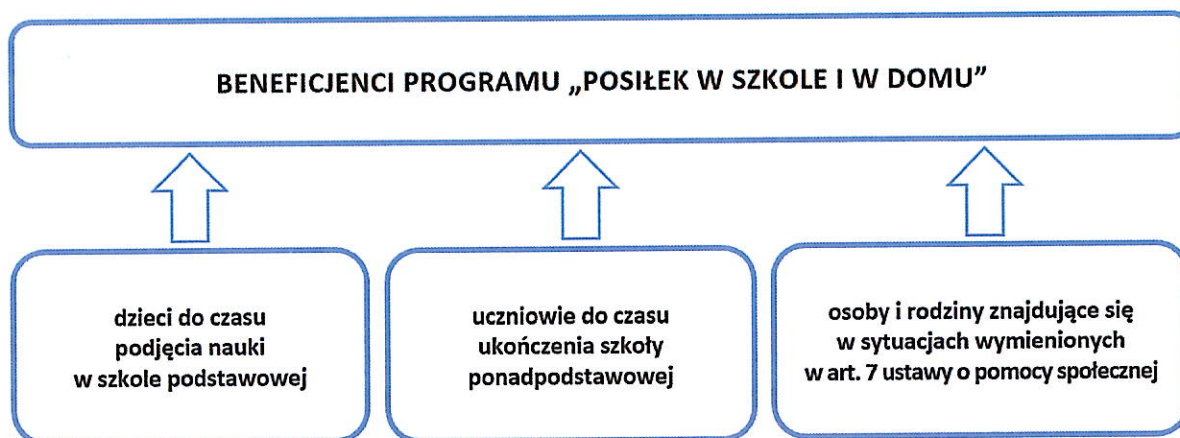 BENEFICJENCI PROGRAMU „POSIŁEK W SZKOLE I W DOMU”
dzieci do czasu
podjęcia nauki
w szkole podstawowej
uczniowie do czasu
ukończenia szkoły
ponadpodstawowej
osoby i rodziny znajdujące się
w sytuacjach wymienionych
w art. 7 ustawy o pomocy społecznej